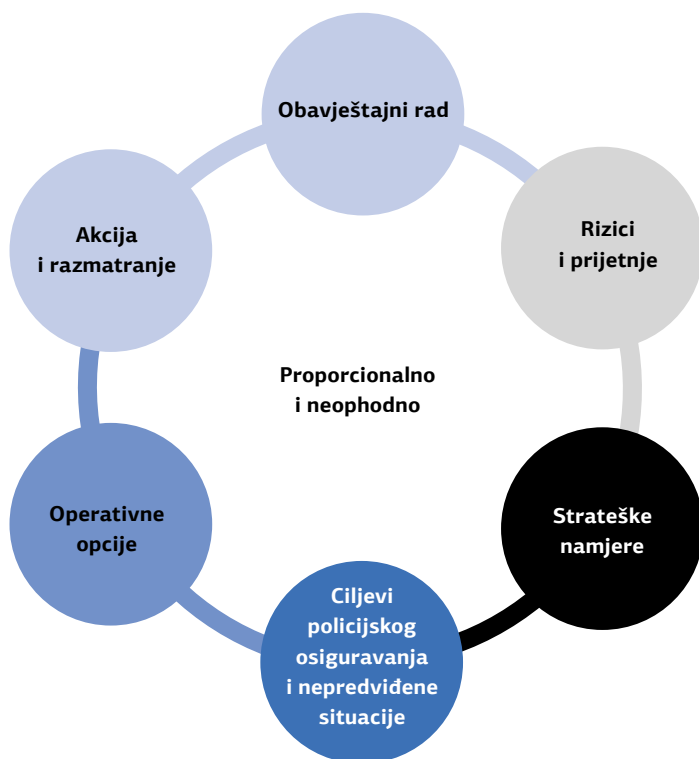 Obavještajni rad
Rizici
i prijetnje
Strateške
namjere
Ciljevi
policijskog
osiguravanja
i nepredviđene
situacije
Operativne
opcije
Akcija
i razmatranje
Proporcionalno
i neophodno